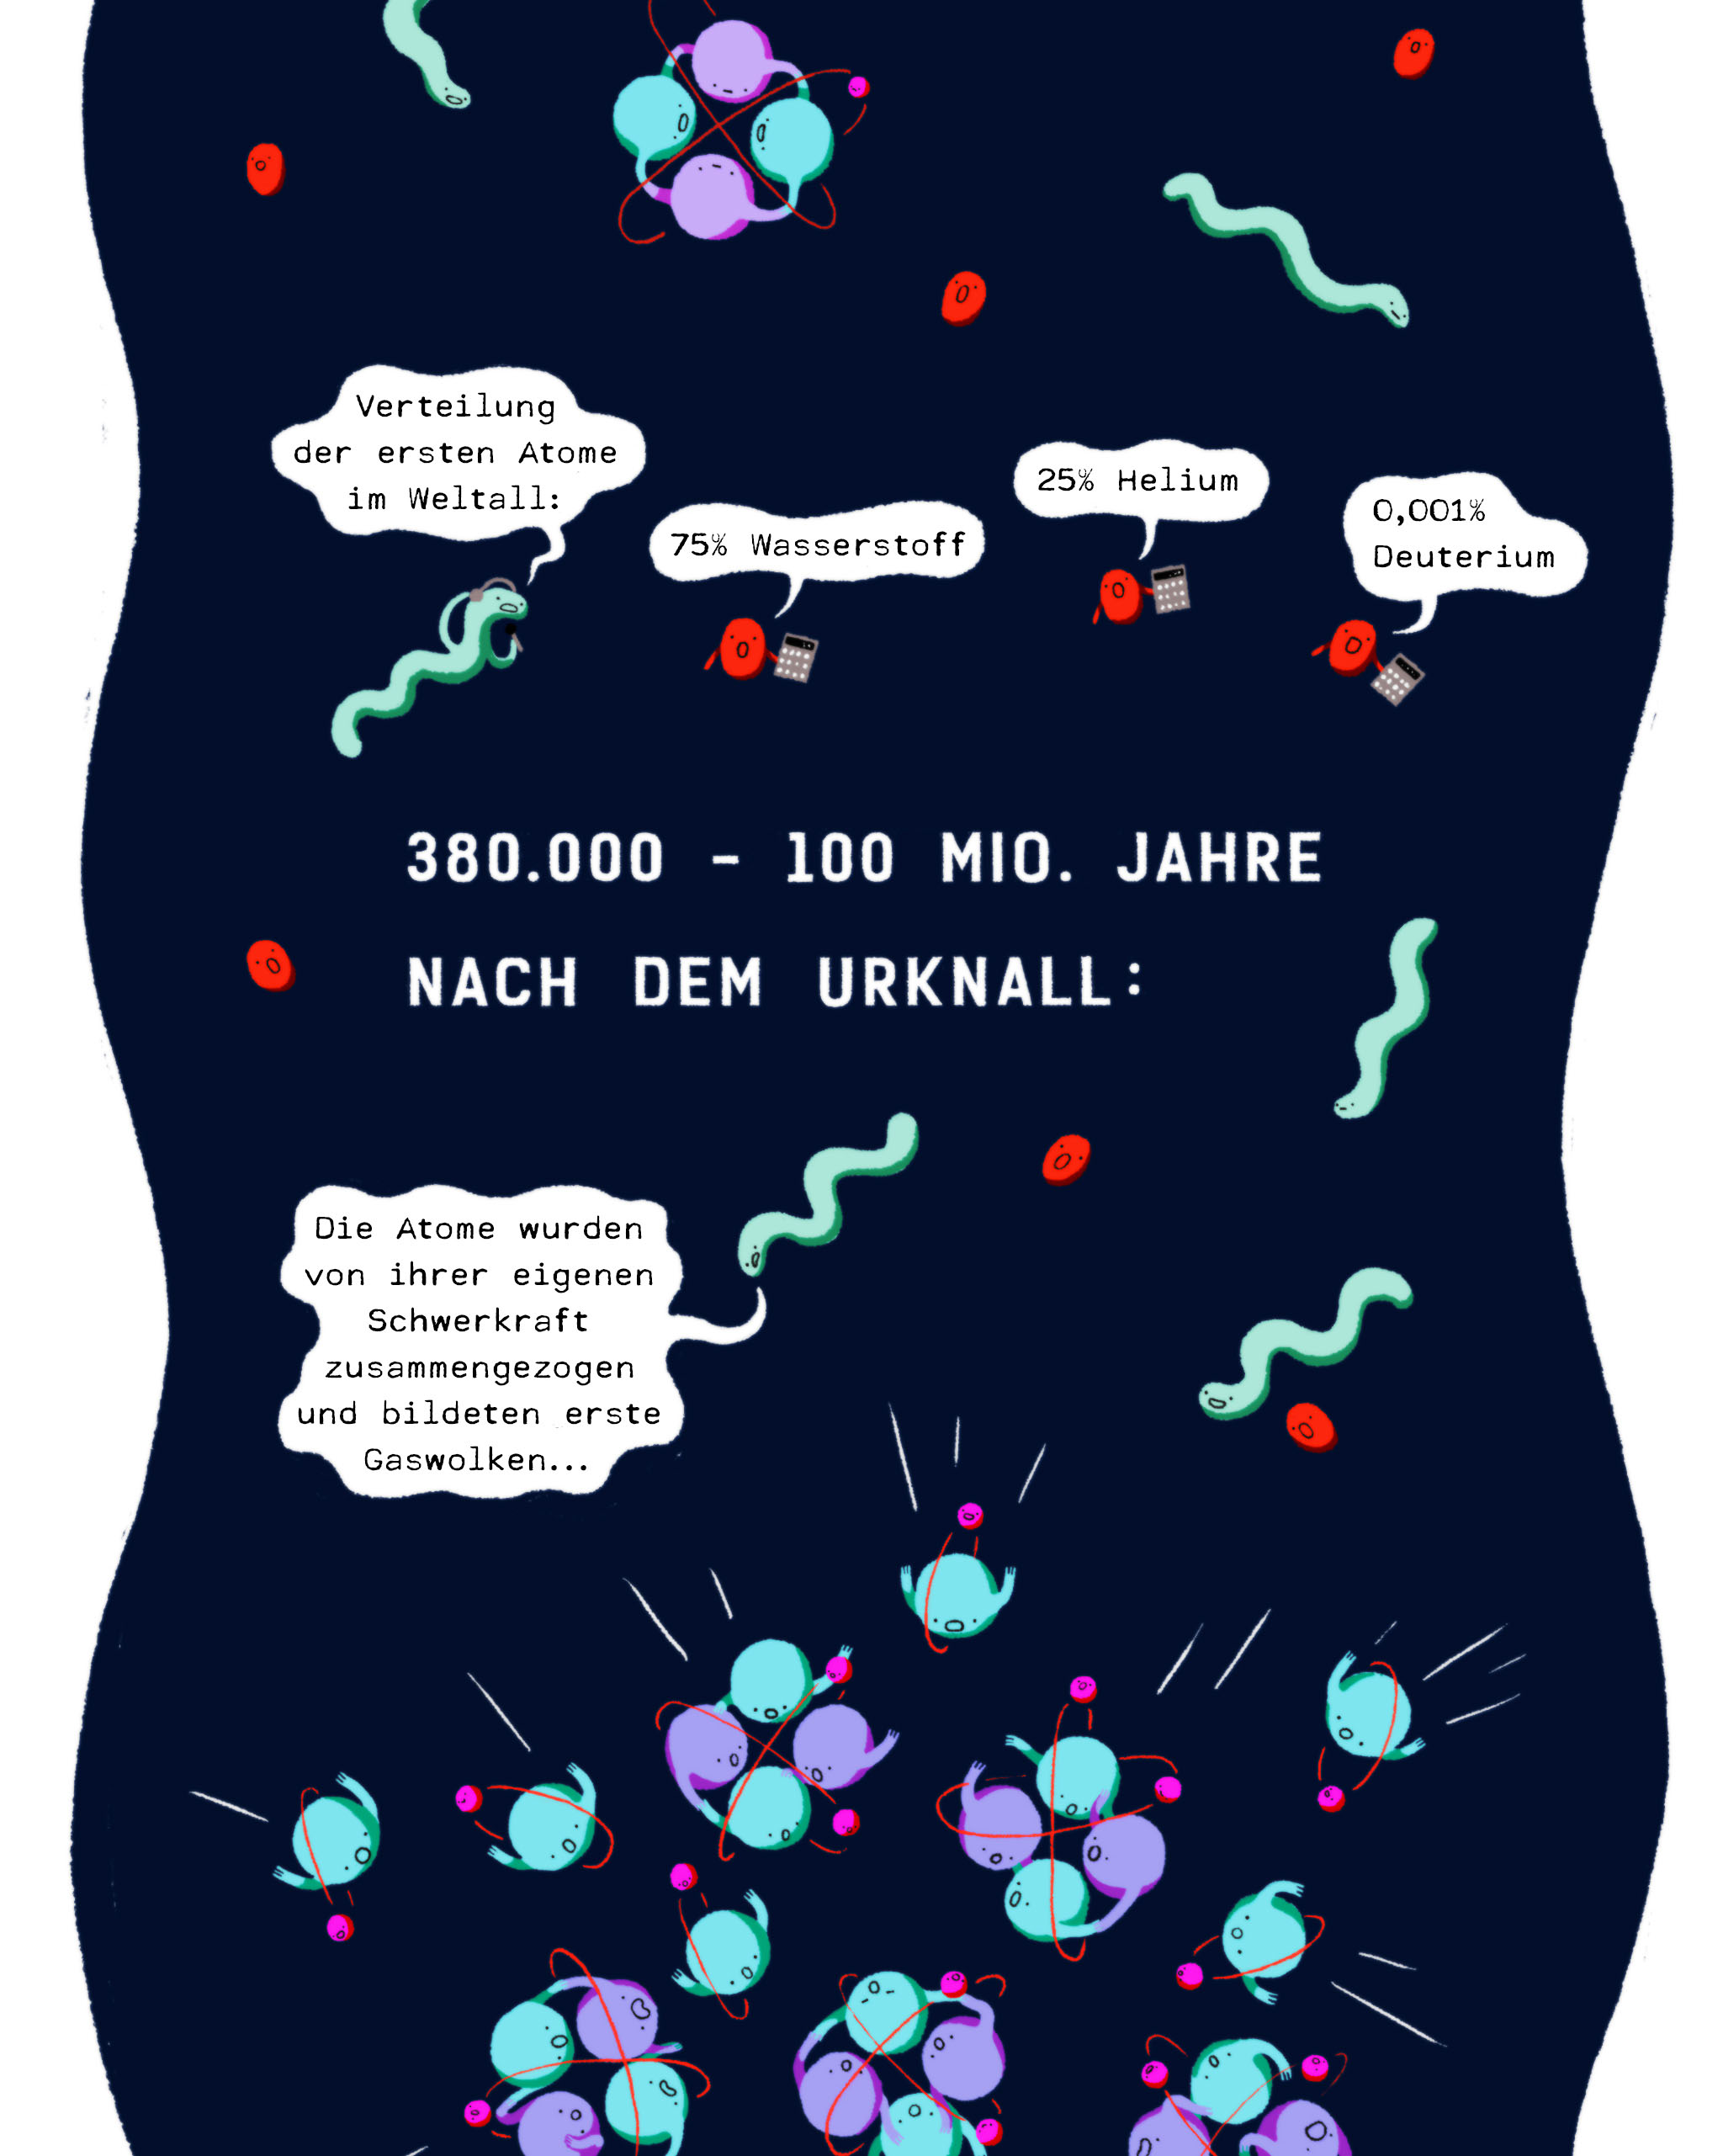 Verteilung
der ersten Atome
im Weltall:
75% Wasserstoff
25% Helium
0,001%
Deuterium
380.000 - 100 MIO. JAHRE
NACH DEM URKNALL:
Die Atome wurden
von ihrer eigenen
Schwerkraft
zusammengezogen
und bildeten erste
Gaswolken...